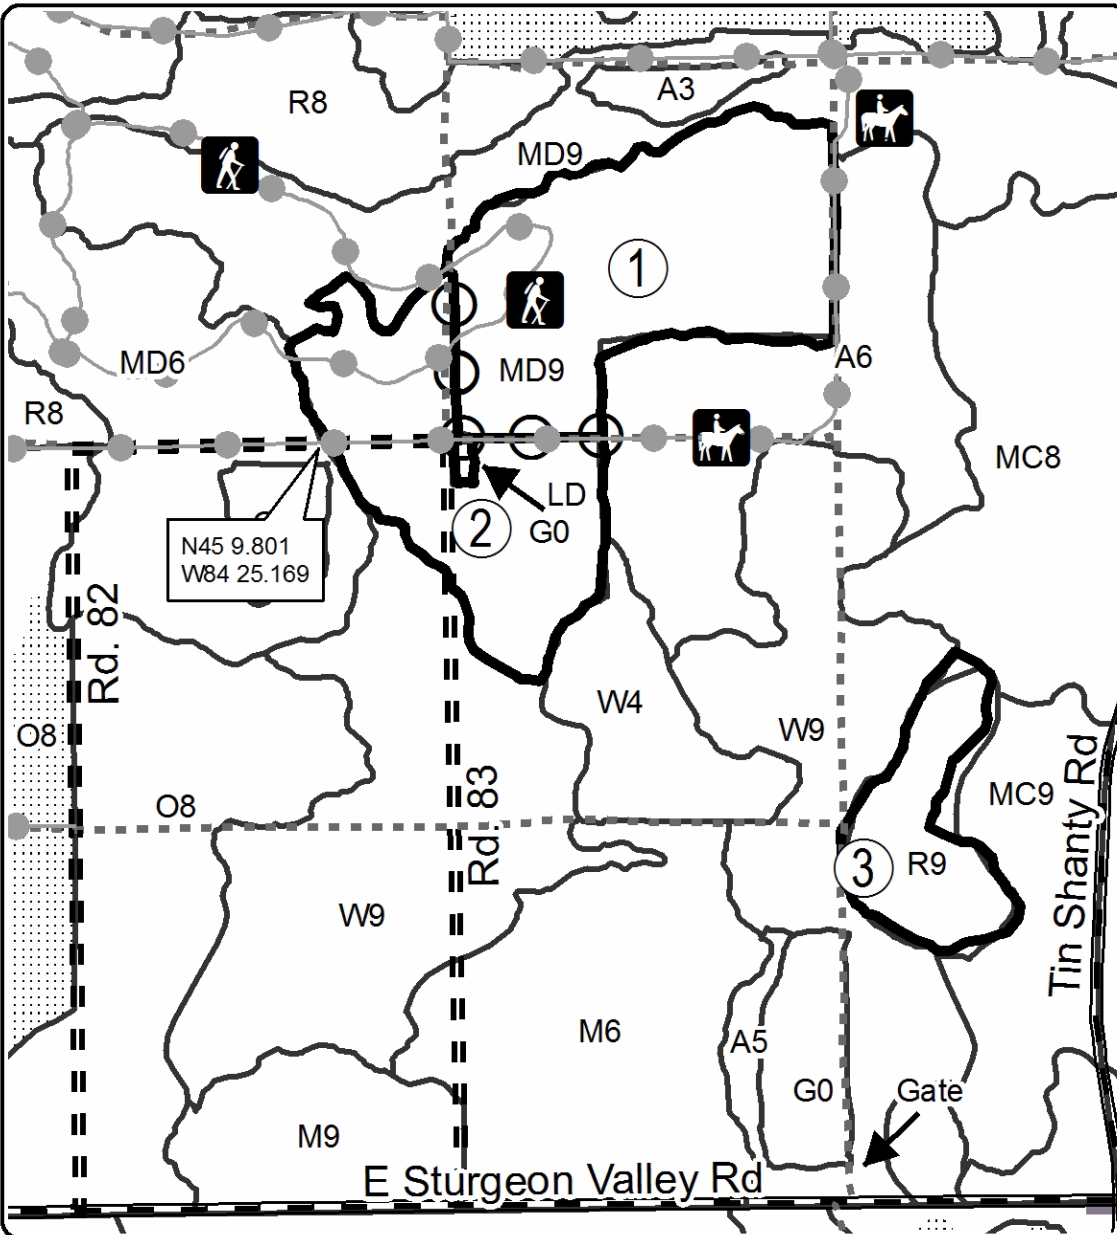 A3
R8
MD9
1
MD9
A6
MD6
R8
MC8
LD
G0
2
N45 9.801
W84 25.169
Rd. 82
W4
W9
O8
O8
Rd. 83
MC9
Tin Shanty Rd
3
R9
W9
M6
A5
G0
Gate
M9
E Sturgeon Valley Rd